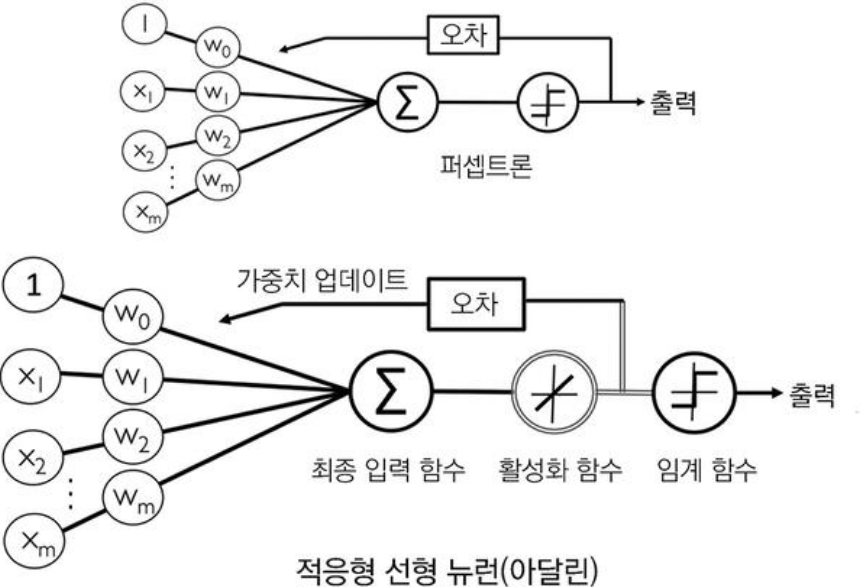 1
w0
오차
x1
w1
Σ
출력
x2
w2
퍼셉트론
wm
xm
가중치 업데이트
1
w0
오차
x1
w1
Σ
출력
x2
w2
최종 입력 함수
활성화 함수
임계 함수
wm
xm
적응형 선형 뉴런(아달린)